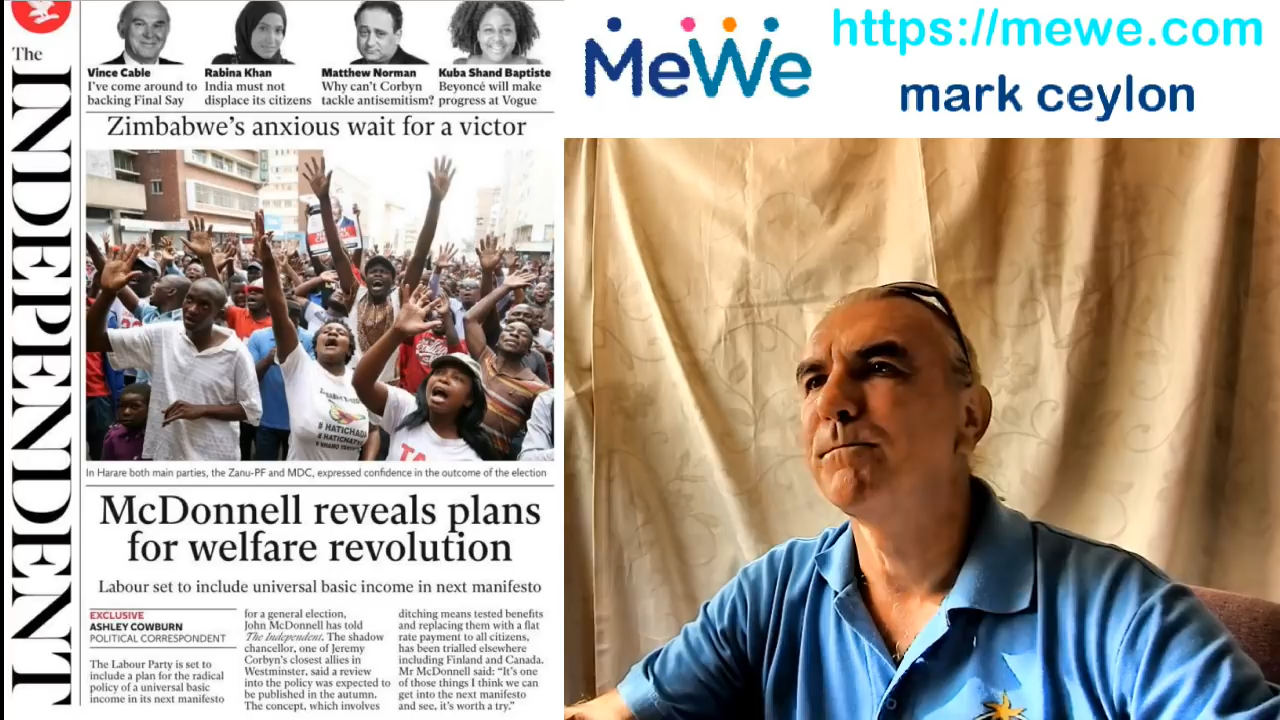 The
INDEPENDENT
Vince Cable
I've come around to
backing Final Say
Rabina Khan
India must not
displace its citizens
Matthew Norman
Why can't Corbyn
tackle antisemitism?
Kuba Shand Baptiste
Beyoncé will make
progress at Vogue
Zimbabwe's anxious wait for a victor
# HATICHADA
In Harare both main parties, the Zanu-PF and MDC, expressed confidence in the outcome of the election
McDonnell reveals plans
for welfare revolution
Labour set to include universal basic income in next manifesto
EXCLUSIVE
ASHLEY COWBURN
POLITICAL CORRESPONDENT
The Labour Party is set to
include a plan for the radical
policy of a universal basic
income in its next manifesto
for a general election,
John McDonnell has told
The Independent. The shadow
chancellor, one of Jeremy
Corbyn's closest allies in
Westminster, said a review
into the policy was expected to
be published in the autumn.
The concept, which involves
ditching means tested benefits
and replacing them with a flat
rate payment to all citizens,
has been trialled elsewhere
including Finland and Canada.
Mr McDonnell said: “It's one
of those things I think we can
get into the next manifesto
and see, it's worth a try.”
MeWe
https://mewe.com
mark ceylon